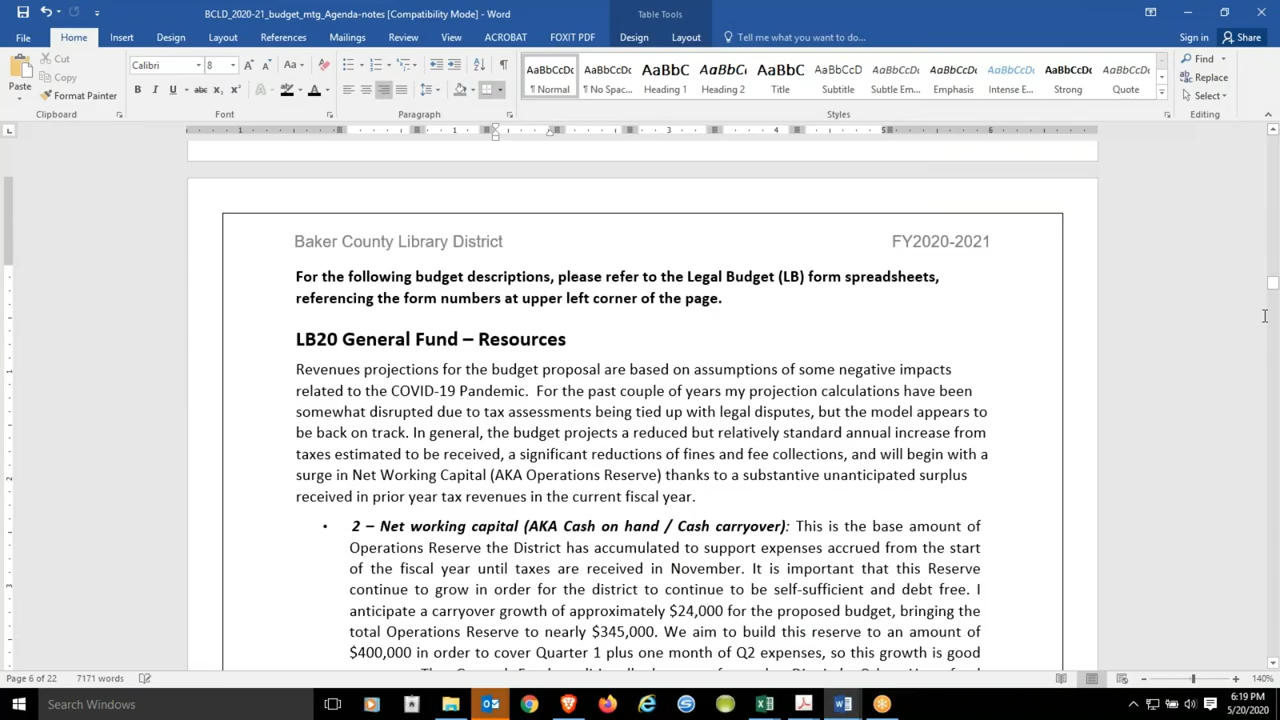 BCLD_2020-21_budget_mtg_Agenda-notes [Compatibility Mode] - Word
Table Tools
File Home Insert Design Layout References Mailings Review View ACROBAT FOXIT PDF Design Layout Tell me what you want to do... Sign in Share
Paste
Cut
Copy
Format Painter
Calibri 8
AaBbCcDc AaBbCcDc AaBbC AaBbCc AaBbC AaBbCcDc AaBbCcDc AaBbCcDc AaBbCcDc AaBbCcDc AaBbCcDc
¶ Normal ¶ No Spac... Heading 1 Heading 2 Title Subtitle Subtle Em... Emphasis Intense E... Strong Quote
Find
Replace
Select
Clipboard Font Paragraph Styles Editing
Baker County Library District FY2020-2021
For the following budget descriptions, please refer to the Legal Budget (LB) form spreadsheets,
referencing the form numbers at upper left corner of the page.
LB20 General Fund – Resources
Revenues projections for the budget proposal are based on assumptions of some negative impacts
related to the COVID-19 Pandemic. For the past couple of years my projection calculations have been
somewhat disrupted due to tax assessments being tied up with legal disputes, but the model appears to
be back on track. In general, the budget projects a reduced but relatively standard annual increase from
taxes estimated to be received, a significant reductions of fines and fee collections, and will begin with a
surge in Net Working Capital (AKA Operations Reserve) thanks to a substantive unanticipated surplus
received in prior year tax revenues in the current fiscal year.
• 2 – Net working capital (AKA Cash on hand / Cash carryover): This is the base amount of
Operations Reserve the District has accumulated to support expenses accrued from the start
of the fiscal year until taxes are received in November. It is important that this Reserve
continue to grow in order for the district to continue to be self-sufficient and debt free. I
anticipate a carryover growth of approximately $24,000 for the proposed budget, bringing the
total Operations Reserve to nearly $345,000. We aim to build this reserve to an amount of
$400,000 in order to cover Quarter 1 plus one month of Q2 expenses, so this growth is good
Page 6 of 22 7171 words 140%
Search Windows
6:19 PM
5/20/2020